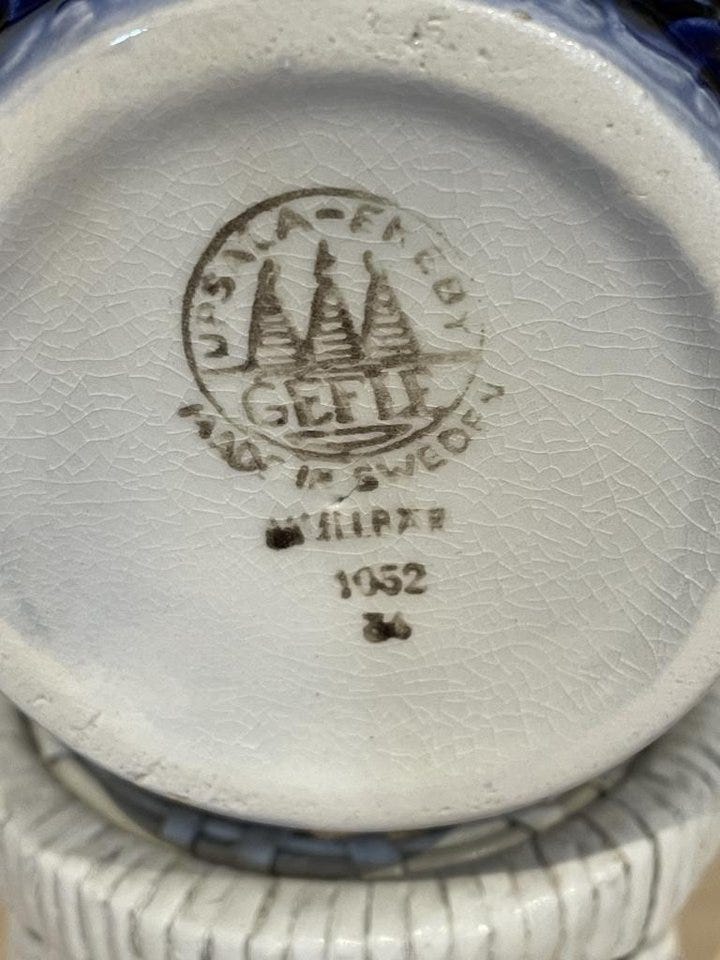 UPSALA-EKEBY
GEFLE
MADE IN SWEDEN
1052